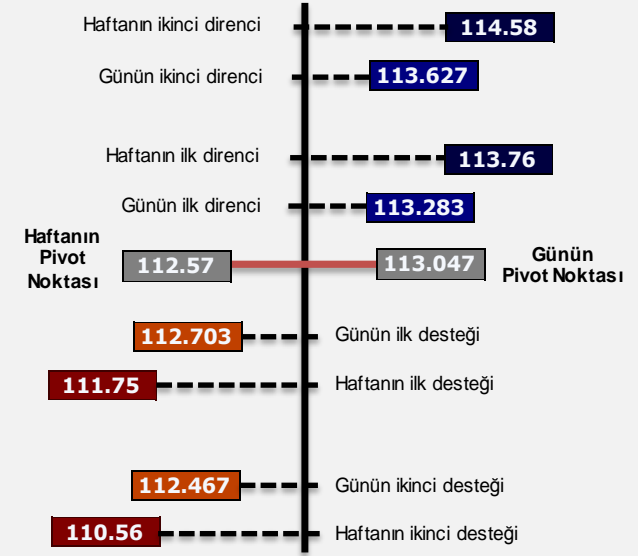 Haftanın ikinci direnci
114.58
Günün ikinci direnci
113.627
Haftanın ilk direnci
113.76
Günün ilk direnci
113.283
Haftanın
Pivot
Noktası
112.57
113.047
Günün
Pivot Noktası
112.703
Günün ilk desteği
111.75
Haftanın ilk desteği
112.467
Günün ikinci desteği
110.56
Haftanın ikinci desteği